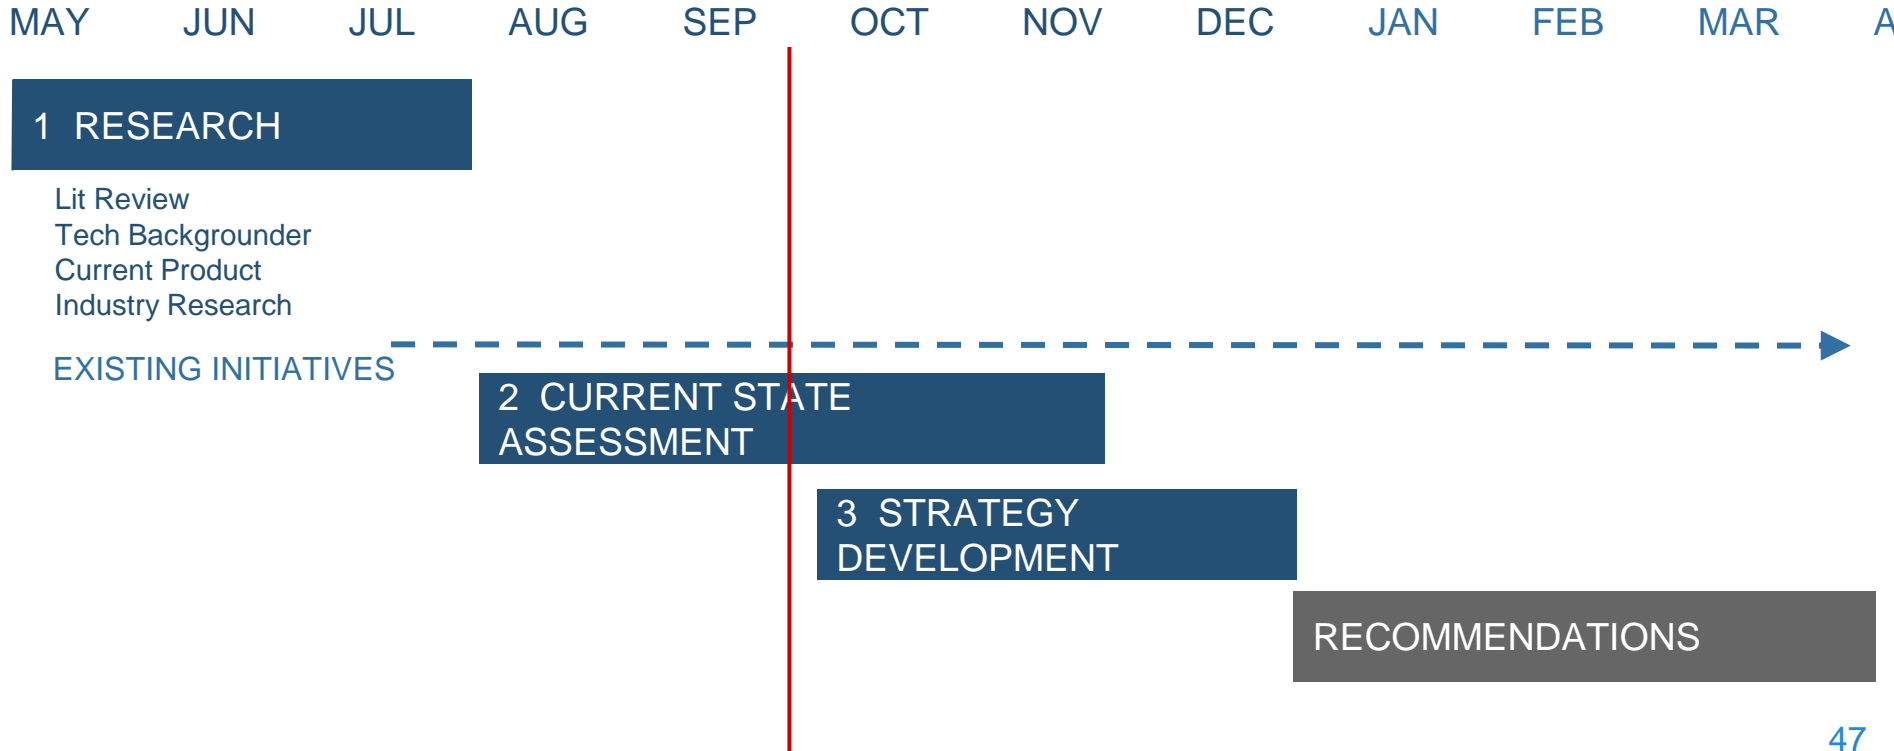 MAY JUN JUL AUG SEP OCT NOV DEC JAN FEB MAR A
1 RESEARCH
Lit Review
Tech Backgrounder
Current Product
Industry Research
EXISTING INITIATIVES
2 CURRENT STATE
ASSESSMENT
3 STRATEGY
DEVELOPMENT
RECOMMENDATIONS
47